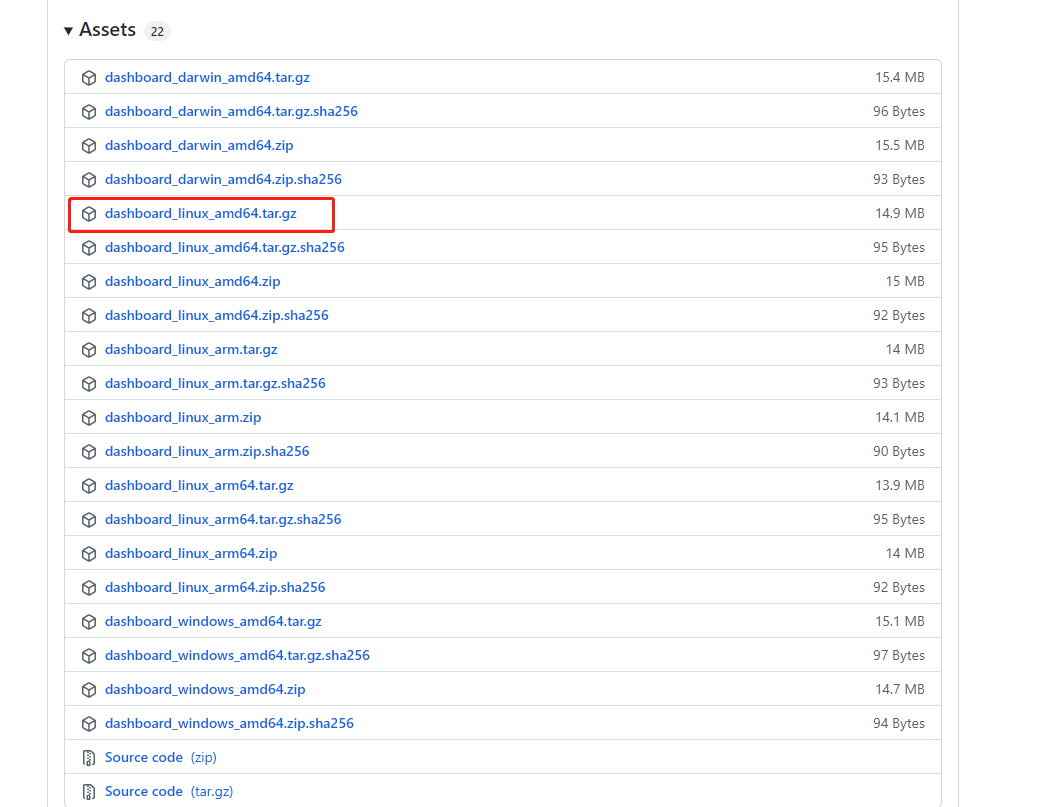 Assets 22
dashboard_darwin_amd64.tar.gz 15.4 MB
dashboard_darwin_amd64.tar.gz.sha256 96 Bytes
dashboard_darwin_amd64.zip 15.5 MB
dashboard_darwin_amd64.zip.sha256 93 Bytes
dashboard_linux_amd64.tar.gz 14.9 MB
dashboard_linux_amd64.tar.gz.sha256 95 Bytes
dashboard_linux_amd64.zip 15 MB
dashboard_linux_amd64.zip.sha256 92 Bytes
dashboard_linux_arm.tar.gz 14 MB
dashboard_linux_arm.tar.gz.sha256 93 Bytes
dashboard_linux_arm.zip 14.1 MB
dashboard_linux_arm.zip.sha256 90 Bytes
dashboard_linux_arm64.tar.gz 13.9 MB
dashboard_linux_arm64.tar.gz.sha256 95 Bytes
dashboard_linux_arm64.zip 14 MB
dashboard_linux_arm64.zip.sha256 92 Bytes
dashboard_windows_amd64.tar.gz 15.1 MB
dashboard_windows_amd64.tar.gz.sha256 97 Bytes
dashboard_windows_amd64.zip 14.7 MB
dashboard_windows_amd64.zip.sha256 94 Bytes
Source code (zip)
Source code (tar.gz)